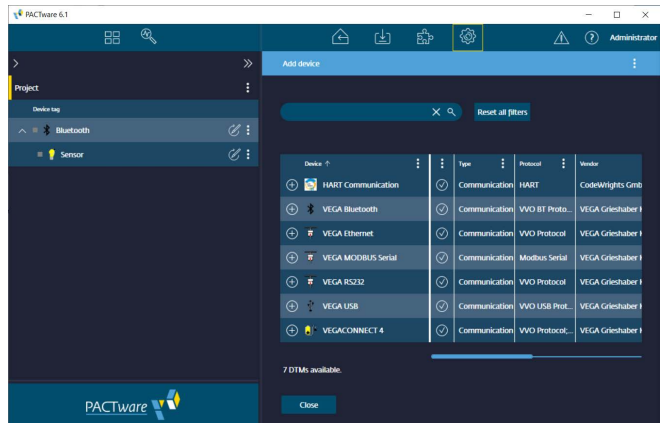 PACTware 6.1
Administrator
Project
Device tag
Bluetooth
Sensor
PACTware
Add device
Reset all filters
Device Type Protocol Vendor
HART Communication Communication HART CodeWrights Gmb
VEGA Bluetooth Communication VVO BT Proto... VEGA Grieshaber K
VEGA Ethernet Communication VVO Protocol VEGA Grieshaber K
VEGA MODBUS Serial Communication Modbus Serial VEGA Grieshaber K
VEGA RS232 Communication VVO Protocol VEGA Grieshaber K
VEGA USB Communication VVO USB Prot... VEGA Grieshaber K
VEGACONNECT 4 Communication VVO Protocol;... VEGA Grieshaber K
7 DTMs available.
Close